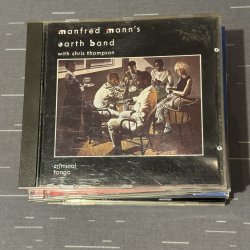 manfred mann's
earth band
with chris thompson
criminal
tango